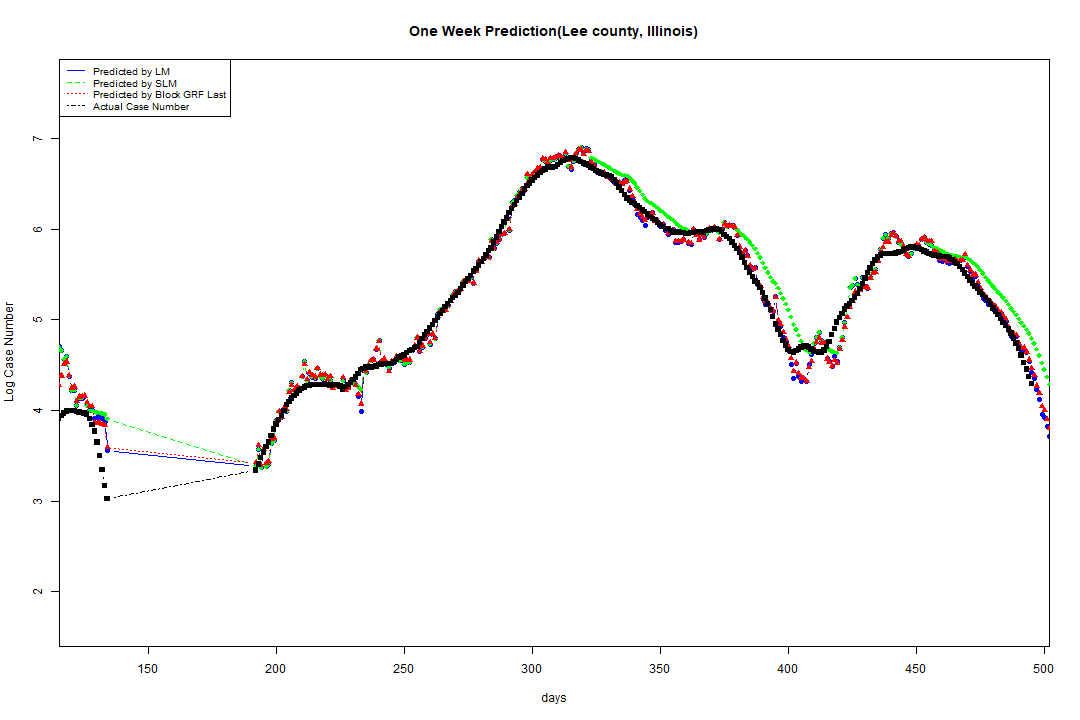 One Week Prediction(Lee county, Illinois)
Predicted by LM
Predicted by SLM
Predicted by Block GRF Last
Actual Case Number
7
6
5
4
3
2
Log Case Number
150 200 250 300 350 400 450 500
days